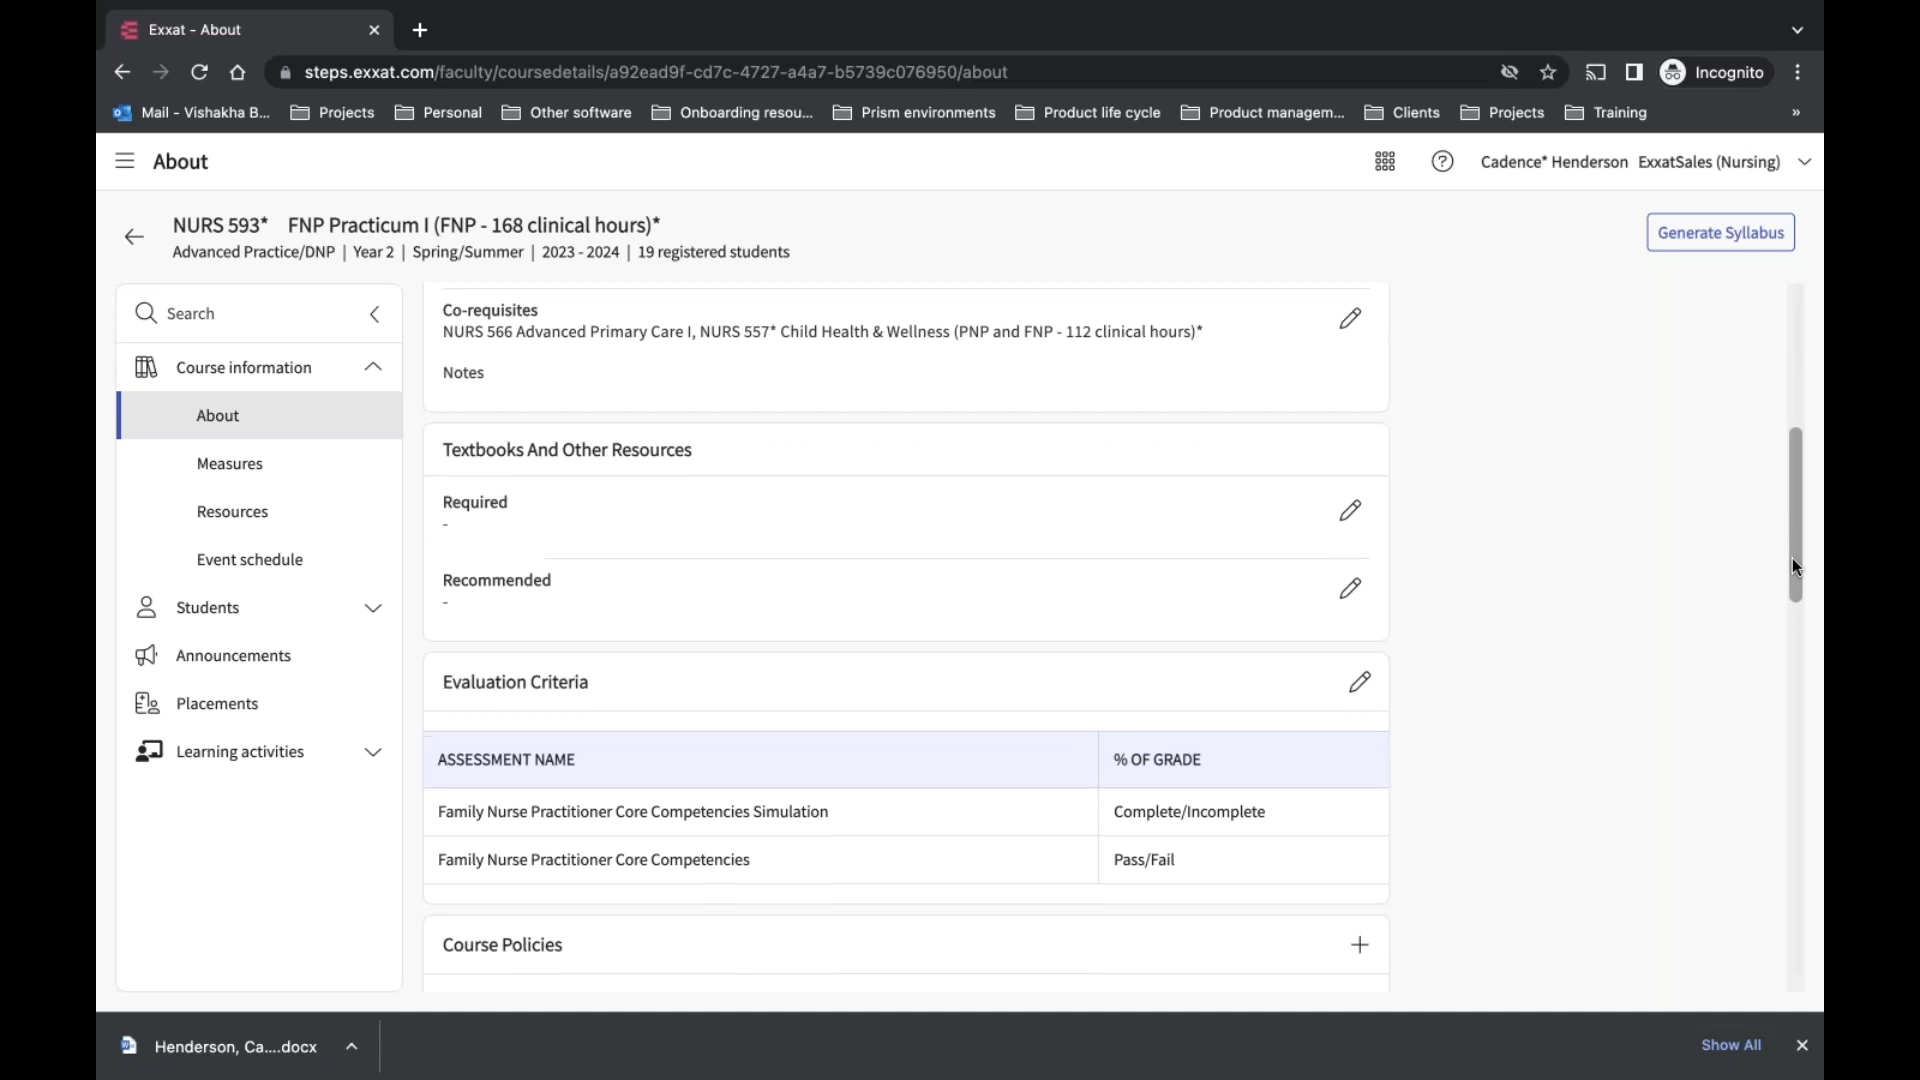 Exxat - About
steps.exxat.com/faculty/coursedetails/a92ead9f-cd7c-4727-a4a7-b5739c076950/about
Incognito
Mail - Vishakha B... Projects Personal Other software Onboarding resou... Prism environments Product life cycle Product managem... Clients Projects Training »
About
Cadence* Henderson ExxatSales (Nursing)
NURS 593* FNP Practicum I (FNP - 168 clinical hours)*
Advanced Practice/DNP | Year 2 | Spring/Summer | 2023 - 2024 | 19 registered students
Generate Syllabus
Search
Course information
About
Measures
Resources
Event schedule
Students
Announcements
Placements
Learning activities
Co-requisites
NURS 566 Advanced Primary Care I, NURS 557* Child Health & Wellness (PNP and FNP - 112 clinical hours)*
Notes
Textbooks And Other Resources
Required
-
Recommended
-
Evaluation Criteria
ASSESSMENT NAME % OF GRADE
Family Nurse Practitioner Core Competencies Simulation Complete/Incomplete
Family Nurse Practitioner Core Competencies Pass/Fail
Course Policies
Henderson, Ca....docx
Show All